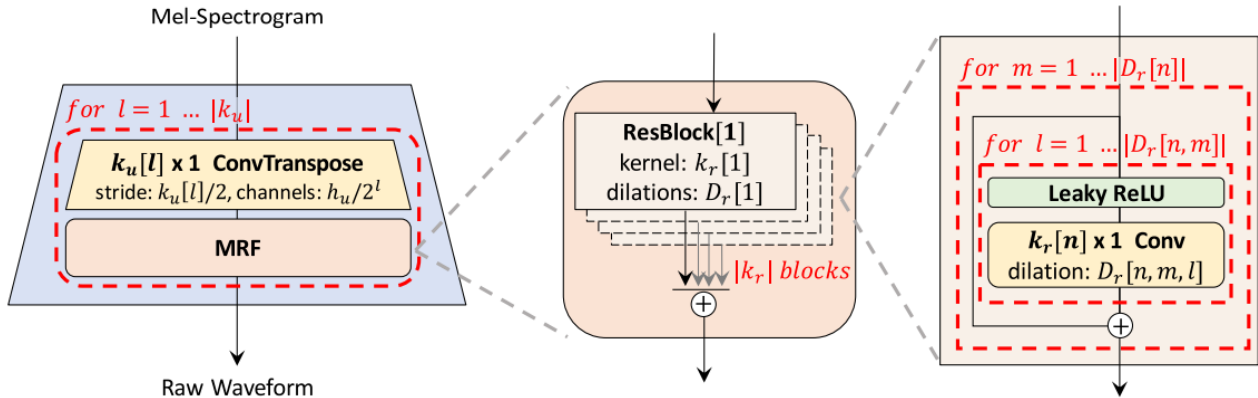 Mel-Spectrogram
for l = 1 … |k_u|
k_u[l] x 1 ConvTranspose
stride: k_u[l]/2, channels: h_u/2^l
MRF
Raw Waveform
ResBlock[1]
kernel: k_r[1]
dilations: D_r[1]
|k_r| blocks
+
for m = 1 …|D_r[n]|
for l = 1 …|D_r[n, m]|
Leaky ReLU
k_r[n] x 1 Conv
dilation: D_r[n, m, l]
+